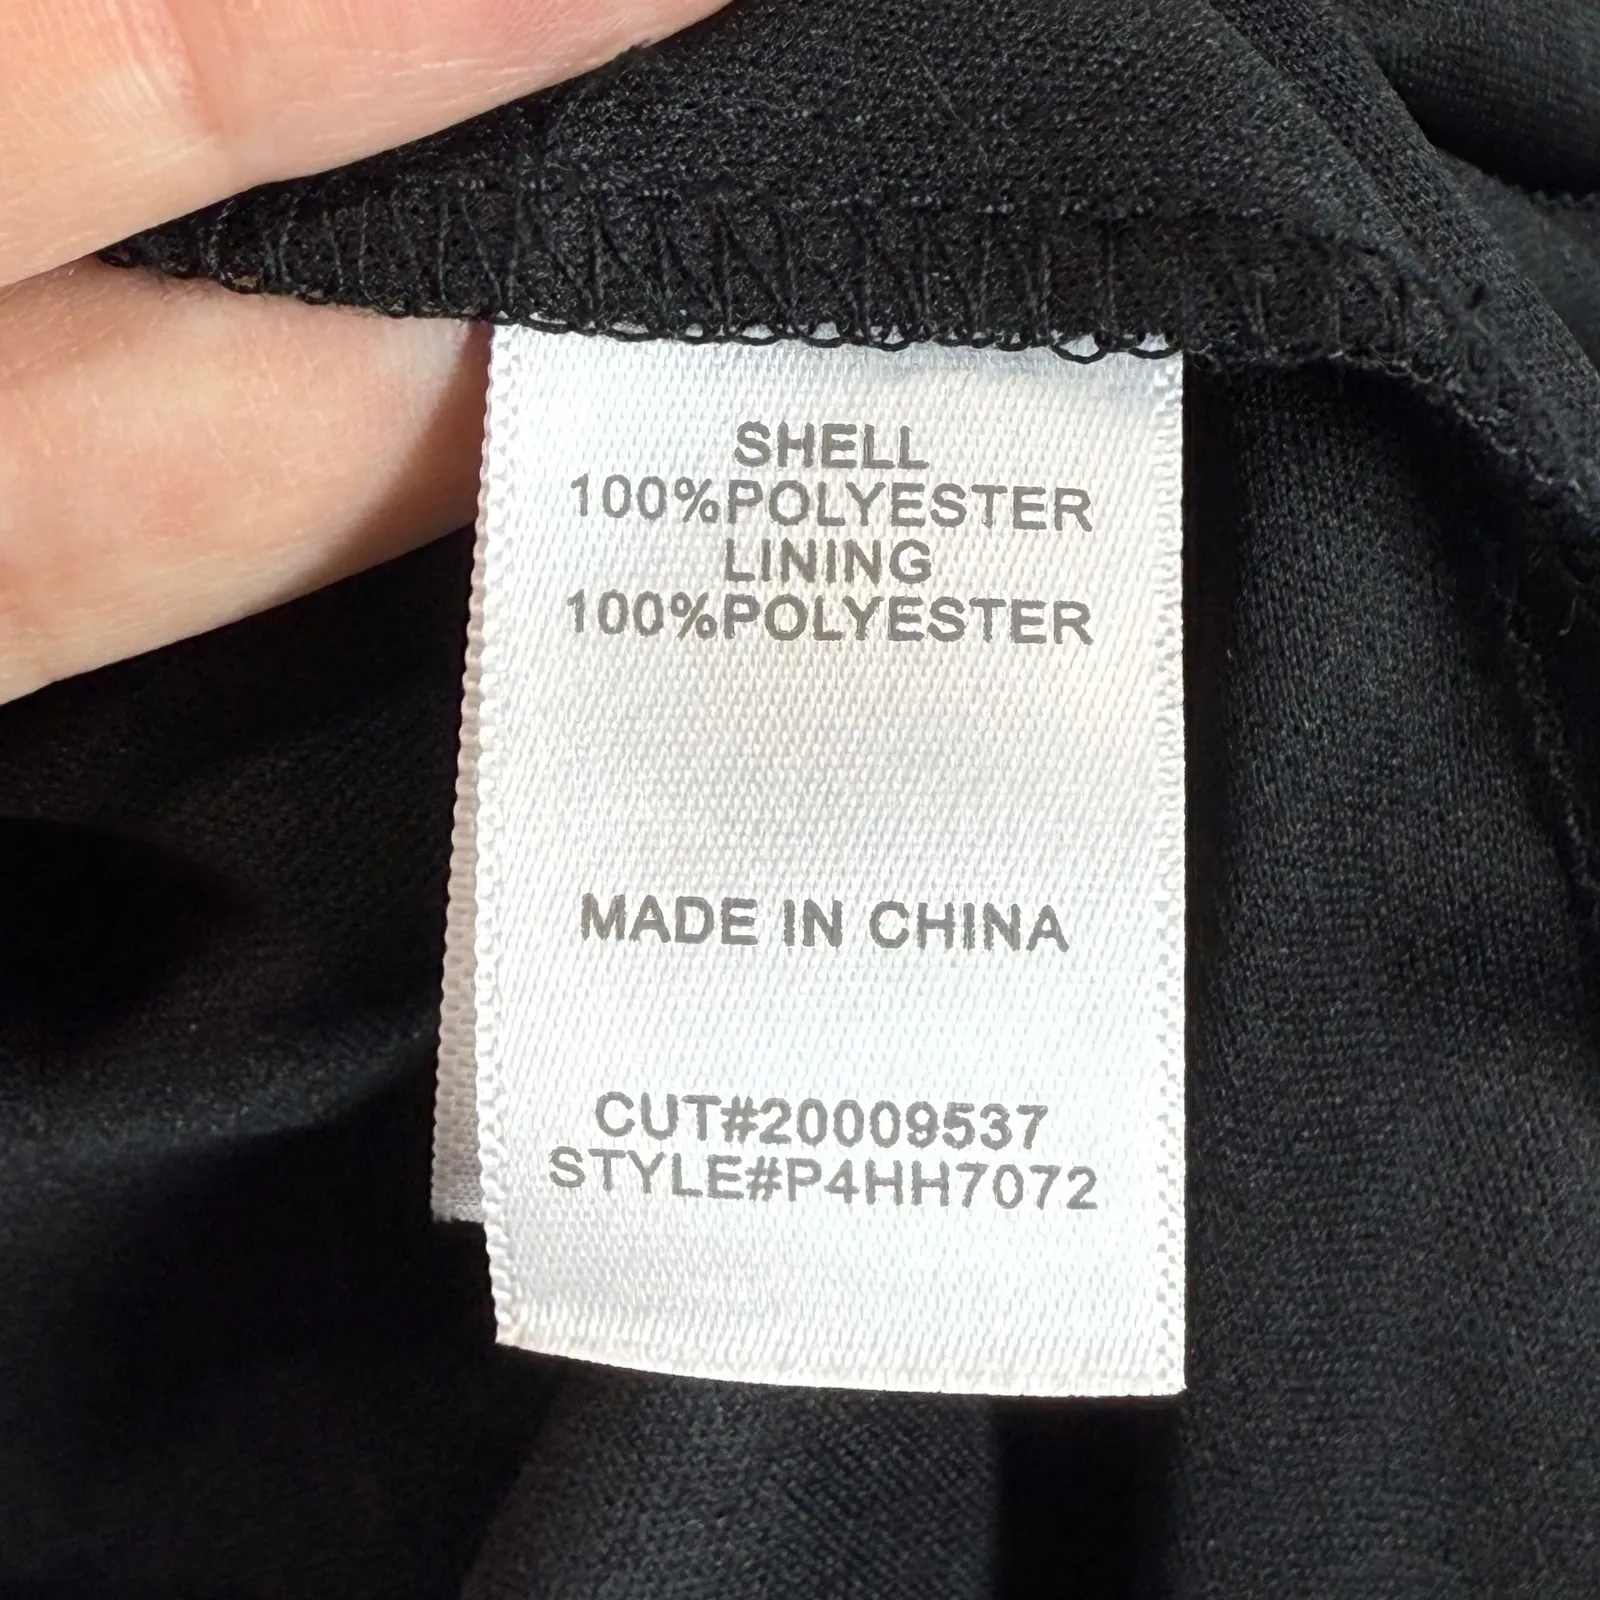 SHELL
100%POLYESTER
LINING
100%POLYESTER
MADE IN CHINA
CUT#20009537
STYLE#P4HH7072